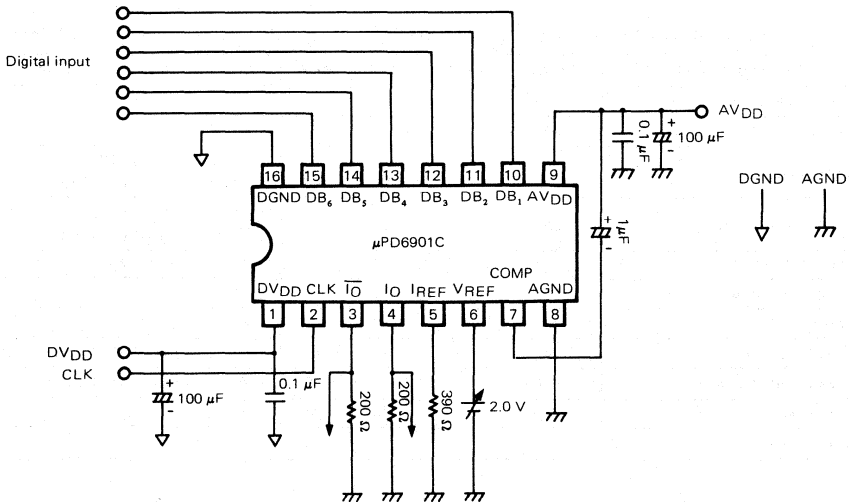 Digital input
AVDD
0.1 μF
+
100 μF
-
16 15 14 13 12 11 10 9
DGND DB6 DB5 DB4 DB3 DB2 DB1 AVDD
DGND AGND
μPD6901C
+
1 μF
-
COMP
DVDD CLK IO IREF VREF AGND
IO
1 2 3 4 5 6 7 8
DVDD
CLK
+
100 μF
-
0.1 μF
200 Ω
200 Ω
390 Ω
2.0 V